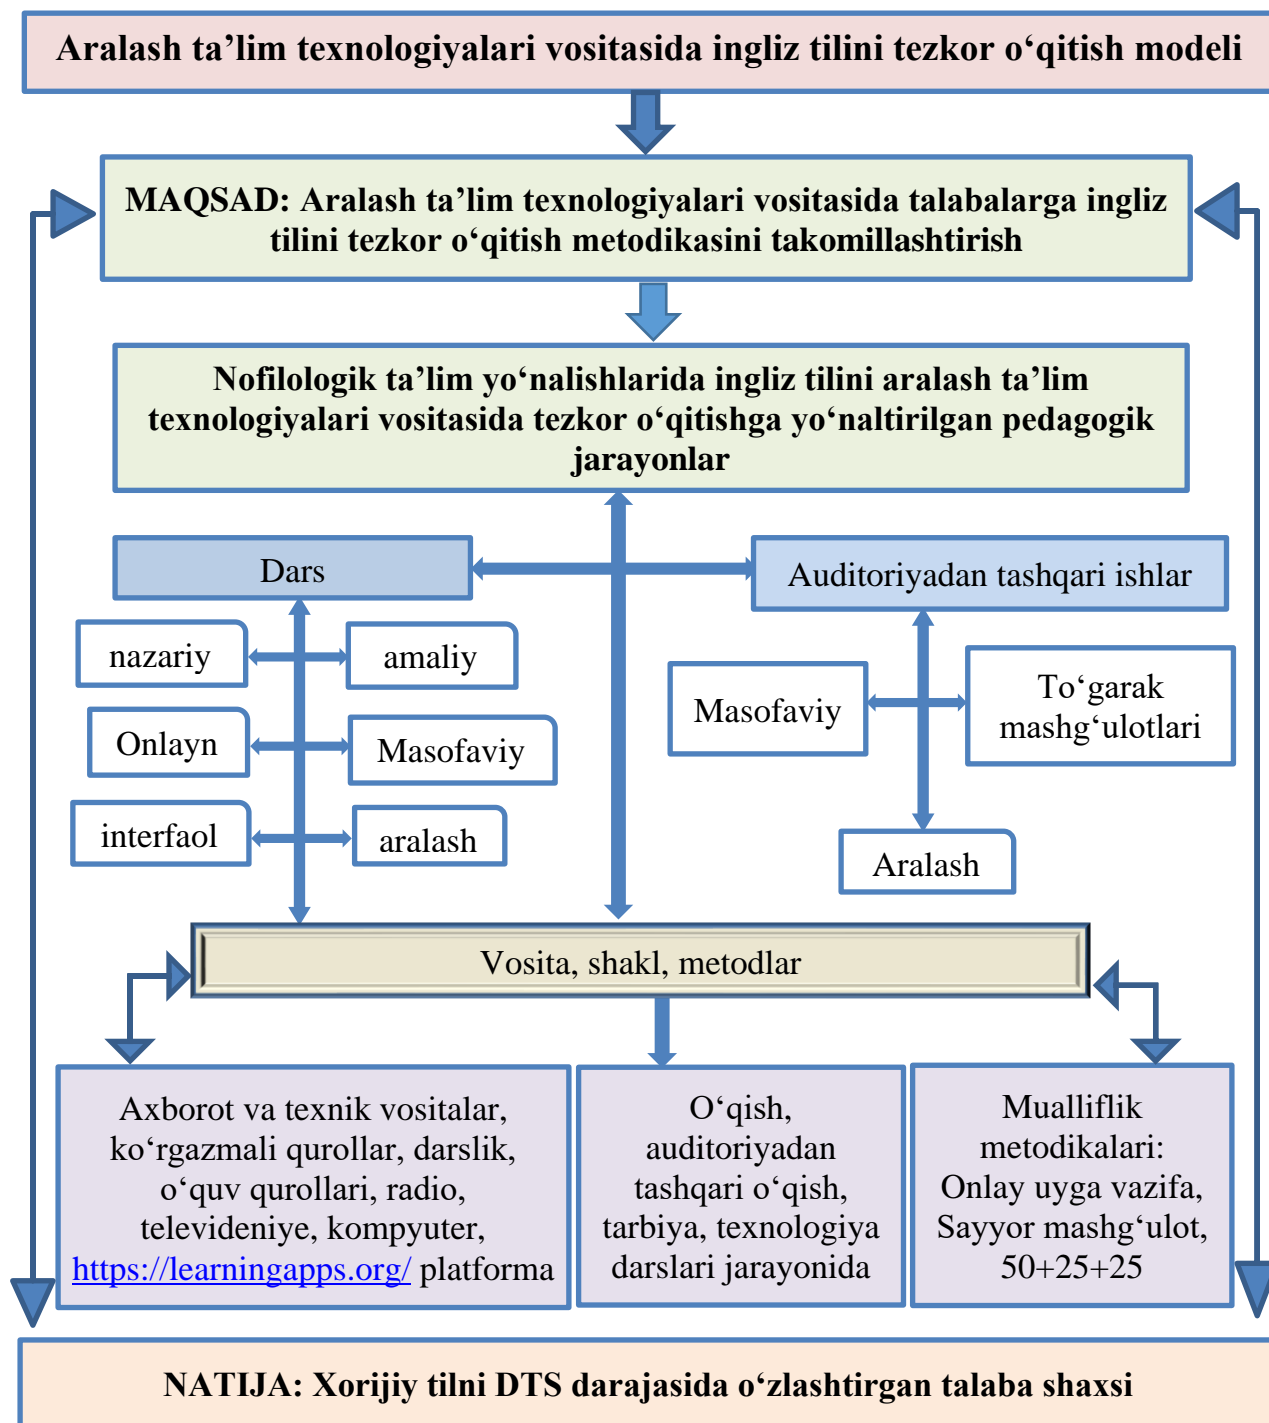 Aralash ta’lim texnologiyalari vositasida ingliz tilini tezkor o‘qitish modeli
MAQSAD: Aralash ta’lim texnologiyalari vositasida talabalarga ingliz
tilini tezkor o‘qitish metodikasini takomillashtirish
Nofilologik ta’lim yo‘nalishlarida ingliz tilini aralash ta’lim
texnologiyalari vositasida tezkor o‘qitishga yo‘naltirilgan pedagogik
jarayonlar
Dars
Auditoriyadan tashqari ishlar
nazariy
amaliy
Onlayn
Masofaviy
interfaol
aralash
Masofaviy
To‘garak
mashg‘ulotlari
Aralash
Vosita, shakl, metodlar
Axborot va texnik vositalar,
ko‘rgazmali qurollar, darslik,
o‘quv qurollari, radio,
televideniye, kompyuter,
https://learningapps.org/ platforma
O‘qish,
auditoriyadan
tashqari o‘qish,
tarbiya, texnologiya
darslari jarayonida
Mualliflik
metodikalari:
Onlay uyga vazifa,
Sayyor mashg‘ulot,
50+25+25
NATIJA: Xorijiy tilni DTS darajasida o‘zlashtirgan talaba shaxsi